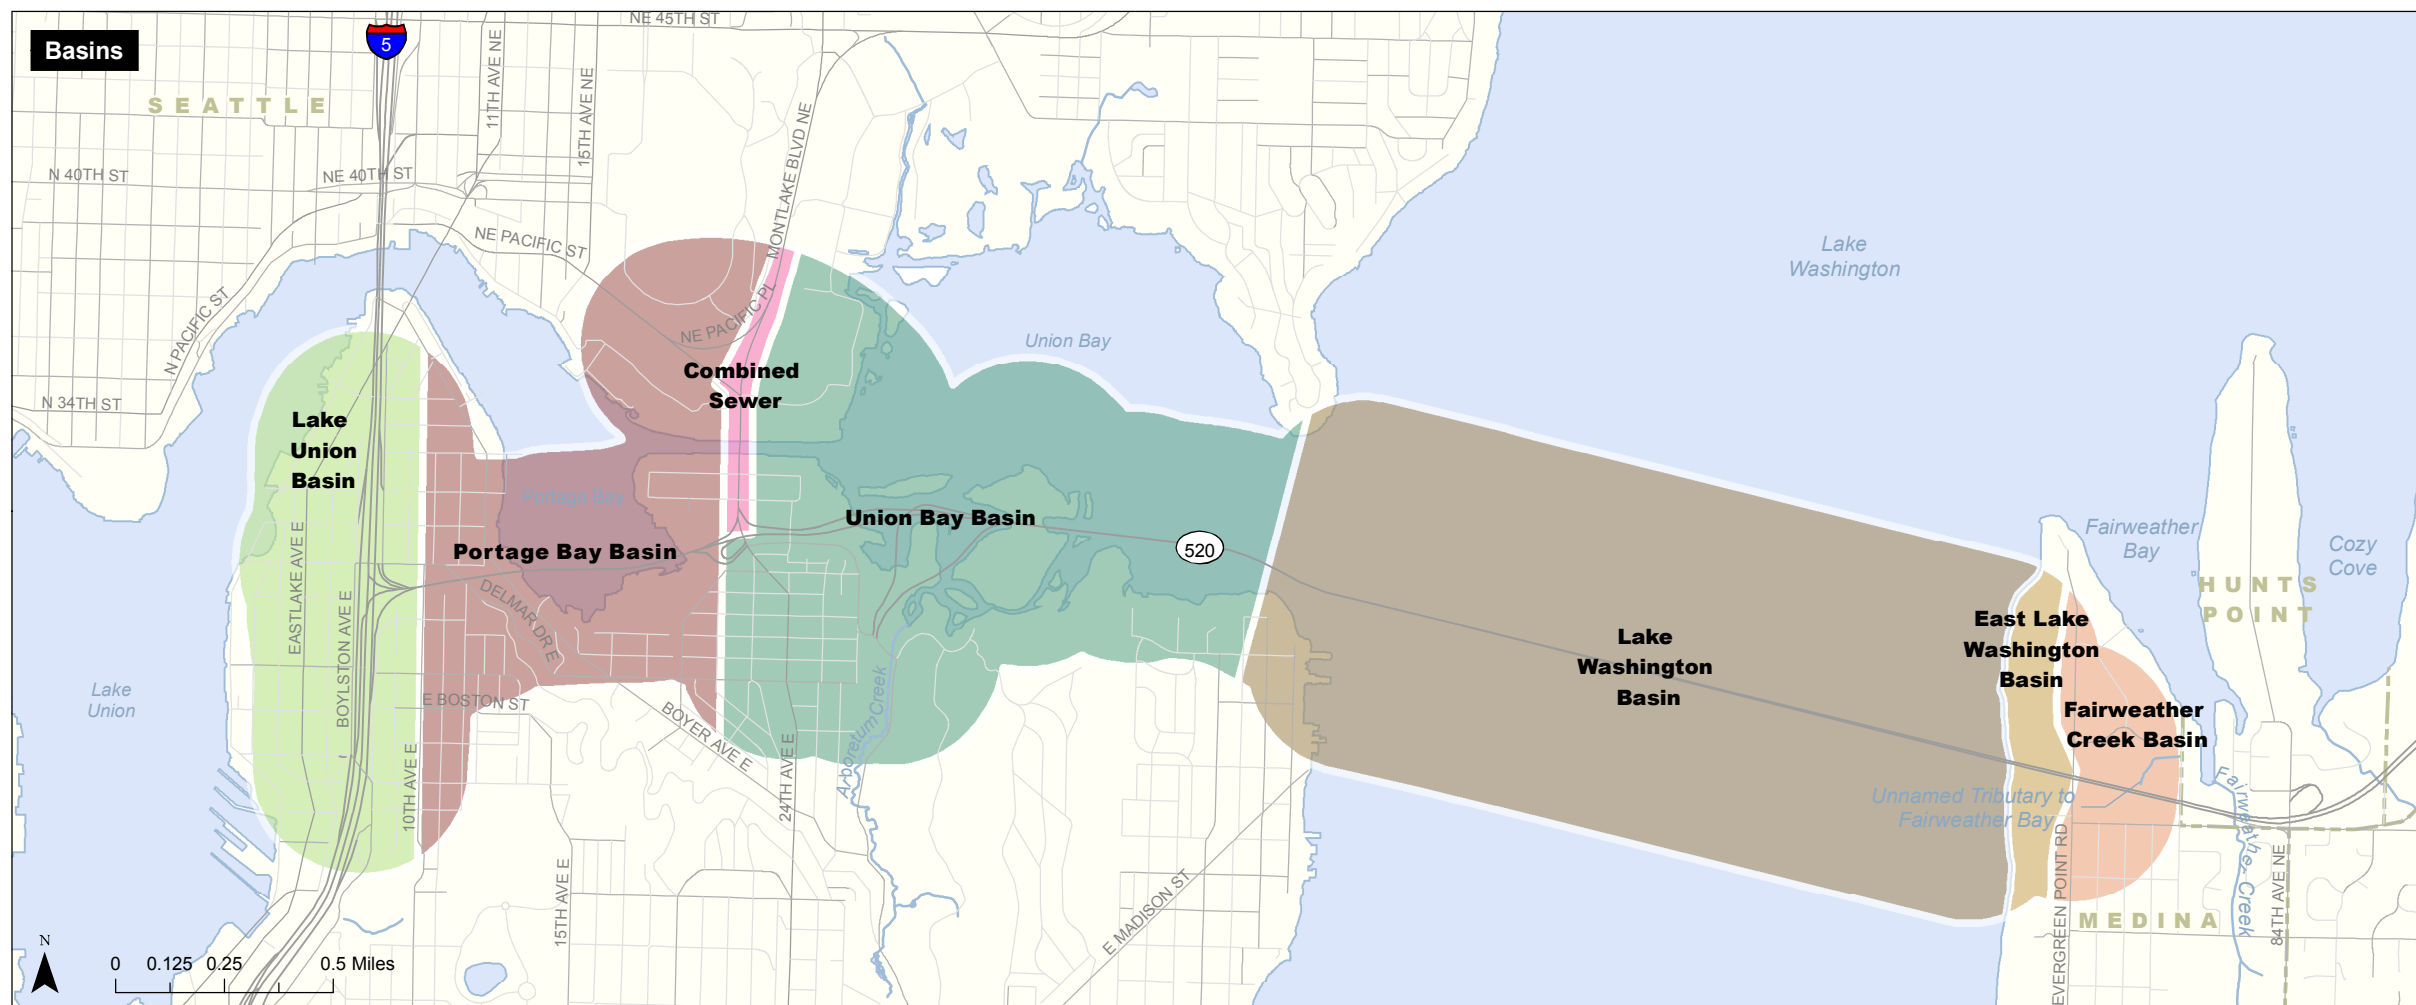 Basins
5
NE 45TH ST
11TH AVE NE
15TH AVE NE
MONTLAKE BLVD NE
SEATTLE
N 40TH ST
NE 40TH ST
NE PACIFIC ST
N PACIFIC ST
NE PACIFIC PL
N 34TH ST
Lake
Washington
Union Bay
Combined
Sewer
Lake
Union
Basin
Portage Bay
Union Bay Basin
Portage Bay Basin
520
Fairweather
Bay
Cozy
Cove
HUNTS
POINT
EASTLAKE AVE E
BOYLSTON AVE E
DELMAR DR E
East Lake
Washington
Basin
Lake
Washington
Basin
Lake
Union
E BOSTON ST
BOYER AVE E
10TH AVE E
24TH AVE E
Arboretum Creek
Fairweather
Creek Basin
Unnamed Tributary to
Fairweather Bay
Fairweather Creek
EVERGREEN POINT RD
84TH AVE NE
MEDINA
15TH AVE E
E MADISON ST
N
0 0.125 0.25 0.5 Miles